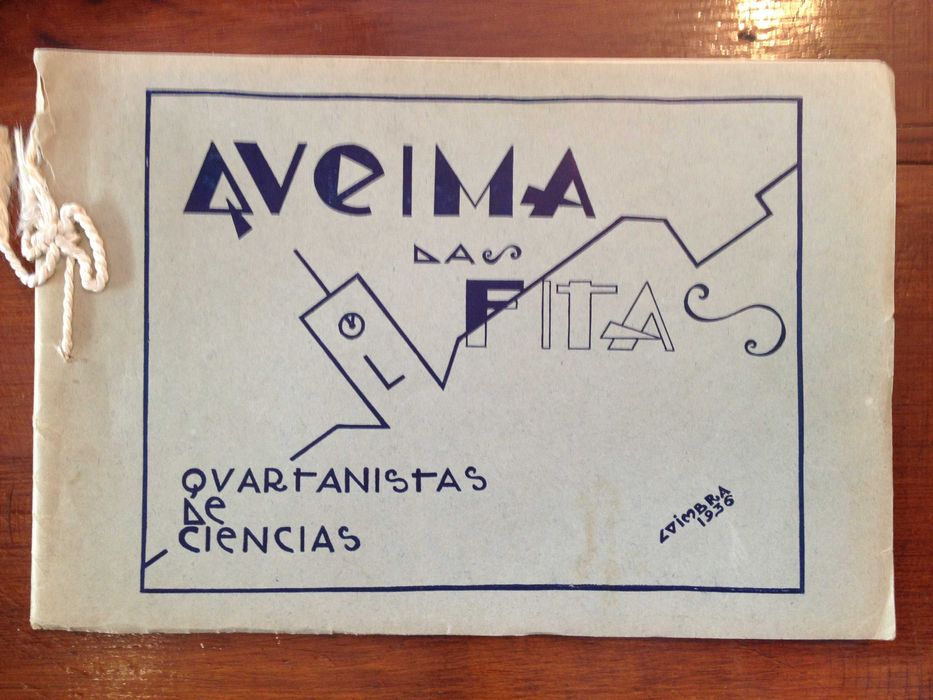 QVEIMA
DAS
FITAS
QVARTANISTAS
DE
CIENCIAS
COIMBRA
1936